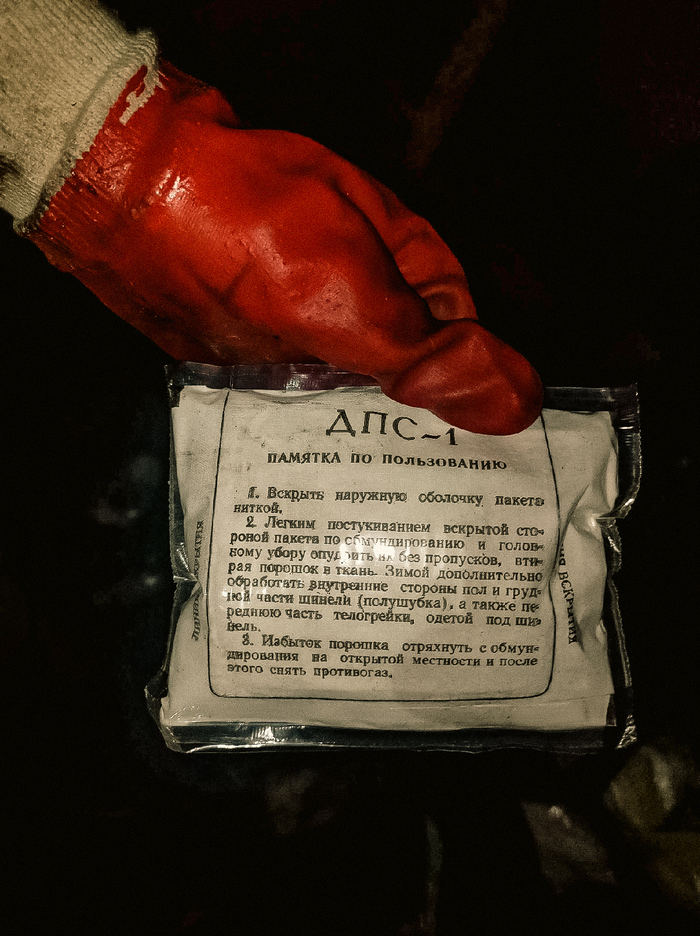 ДПС-1
ПАМЯТКА ПО ПОЛЬЗОВАНИЮ
1. Вскрыть наружную оболочку пакета
ниткой.
2. Легким постукиванием вскрытой сто-
роной пакета по обмундированию и голов-
ному убору опудрить их без пропусков, вти-
рая порошок в ткань. Зимой дополнительно
обработать внутренние стороны пол и груд-
ной части шинели (полушубка), а также пе-
реднюю часть телогрейки, одетой под ши-
нель.
3. Избыток порошка отряхнуть с обмун-
дирования на открытой местности и после
этого снять противогаз.
ВСКРЫТИЯ